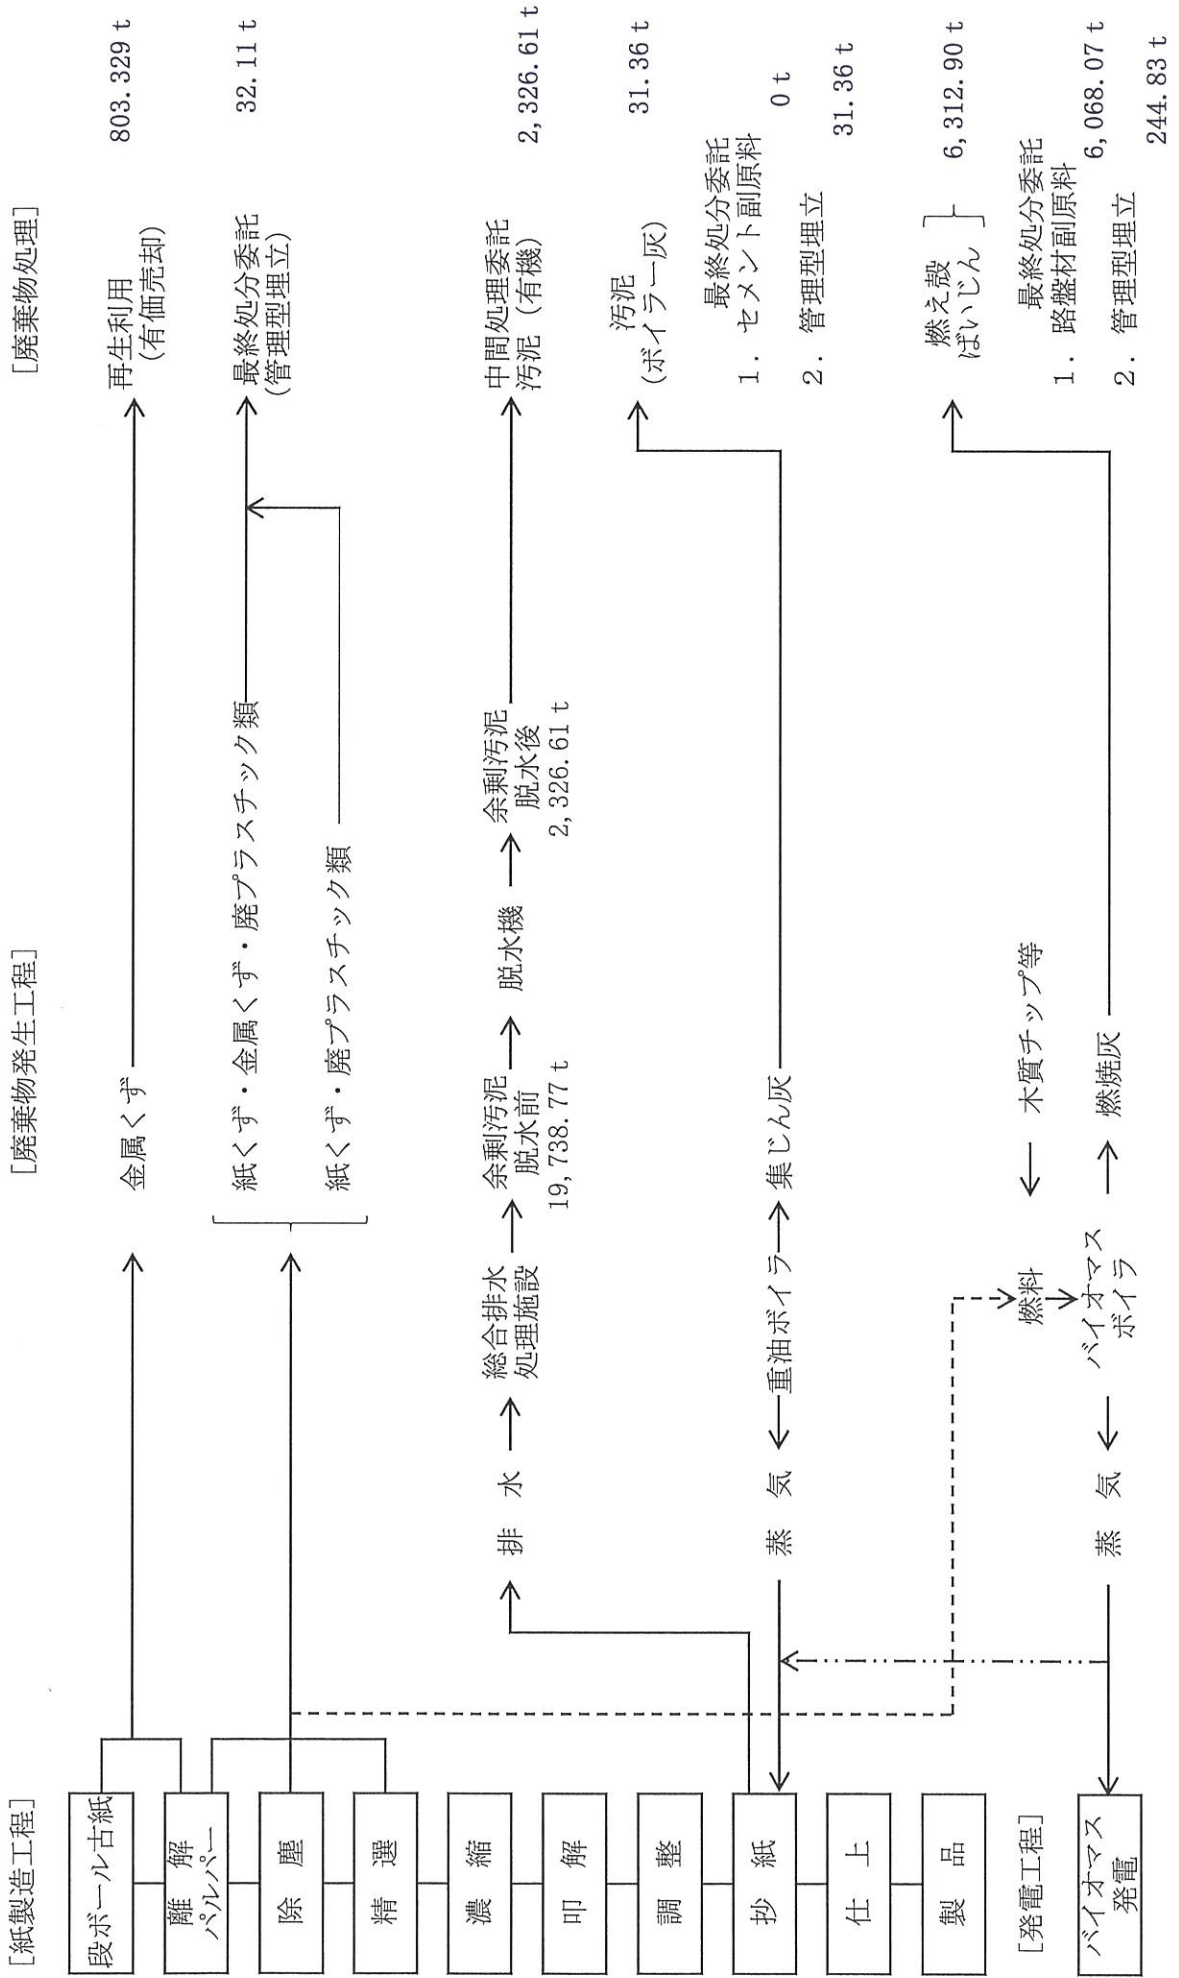 [紙製造工程]
段ボール古紙
離解
パルパー
除塵
精選
濃縮
叩解
調整
抄紙
仕上
製品
[発電工程]
バイオマス
発電
[廃棄物発生工程]
金属くず
紙くず・金属くず・廃プラスチック類
紙くず・廃プラスチック類
排水
総合排水
処理施設
余剰汚泥
脱水前
19,738.77t
脱水機
余剰汚泥
脱水後
2,326.61t
蒸気
重油ボイラ
集じん灰
燃料
木質チップ等
蒸気
バイオマス
ボイラ
燃焼灰
[廃棄物処理]
再生利用
(有価売却)
803.329t
最終処分委託
(管理型埋立)
32.11t
中間処理委託
汚泥(有機)
2,326.61t
汚泥
(ボイラー灰)
31.36t
最終処分委託
1. セメント副原料
0t
2. 管理型埋立
31.36t
燃え殻
ばいじん
6,312.90t
最終処分委託
1. 路盤材副原料
6,068.07t
2. 管理型埋立
244.83t